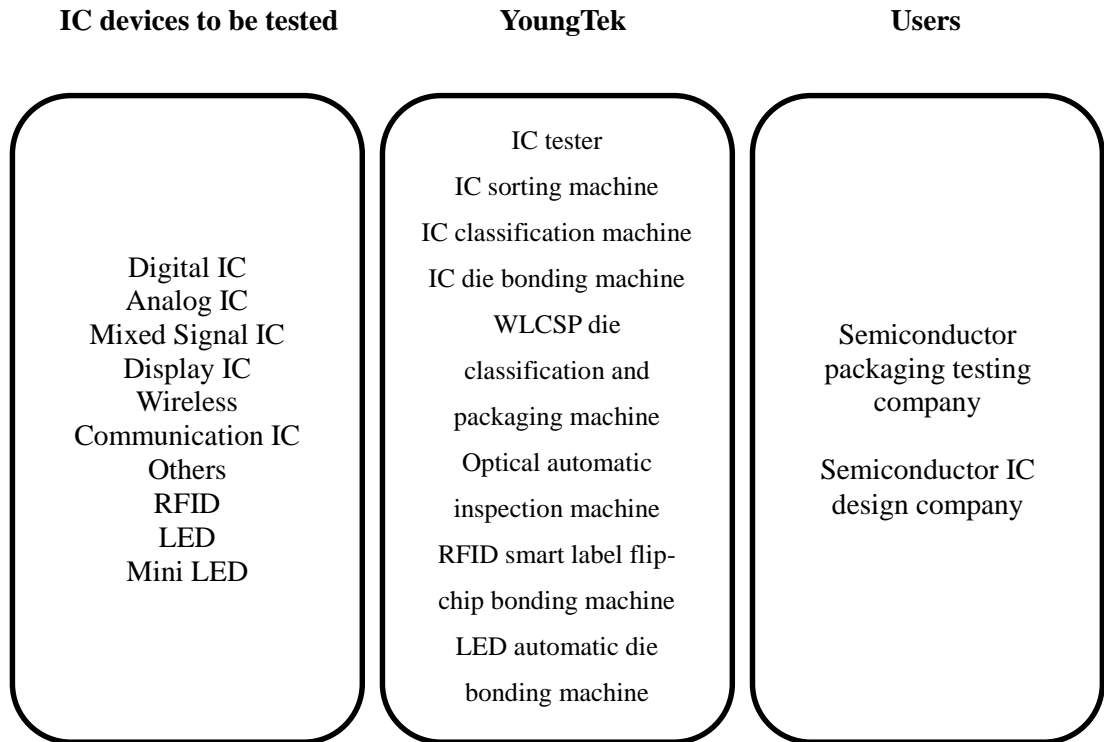 IC devices to be tested
YoungTek
Users
Digital IC
Analog IC
Mixed Signal IC
Display IC
Wireless
Communication IC
Others
RFID
LED
Mini LED
IC tester
IC sorting machine
IC classification machine
IC die bonding machine
WLCSP die
classification and
packaging machine
Optical automatic
inspection machine
RFID smart label flip-
chip bonding machine
LED automatic die
bonding machine
Semiconductor
packaging testing
company
Semiconductor IC
design company